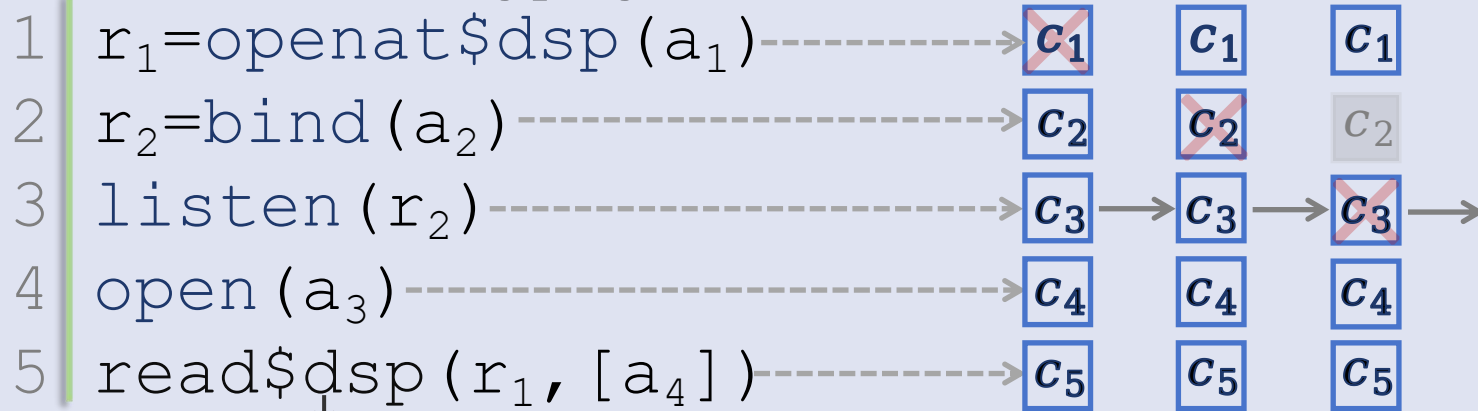 1 r₁=openat$dsp(a₁) c₁ c₁ c₁
2 r₂=bind(a₂) c₂ c₂ c₂
3 listen(r₂) c₃ c₃ c₃
4 open(a₃) c₄ c₄ c₄
5 read$dsp(r₁,[a₄]) c₅ c₅ c₅